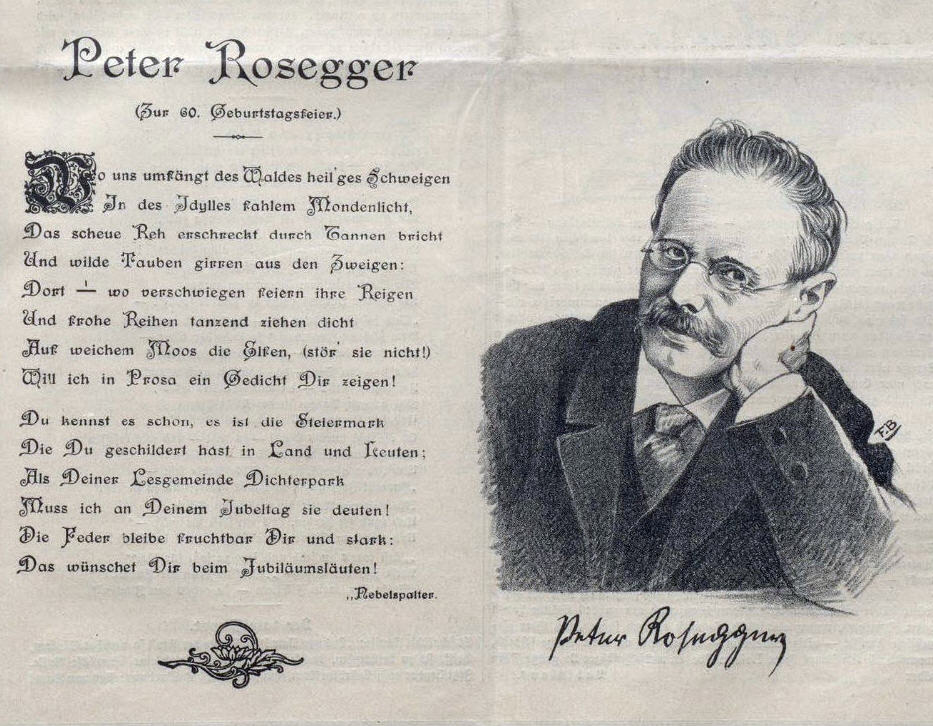 Peter Rosegger
(Zur 60. Geburtstagsfeier.)
Wo uns umfängt des Waldes heil'ges Schweigen
In des Idylles fahlem Mondenlicht,
Das scheue Reh erschreckt durch Tannen bricht
Und wilde Tauben girren aus den Zweigen:
Dort — wo verschwiegen feiern ihre Reigen
Und frohe Reihen tanzend ziehen dicht
Auf weichem Moos die Elfen, (stör' sie nicht!)
Will ich in Prosa ein Gedicht Dir zeigen!
Du kennst es schon, es ist die Steiermark
Die Du geschildert hast in Land und Leuten;
Als Deiner Lesgemeinde Dichterpark
Muss ich an Deinem Jubeltag sie deuten!
Die Feder bleibe fruchtbar Dir und stark:
Das wünschet Dir beim Jubiläumsläuten!
„Nebelspalter.
F.B
Peter Rosegger